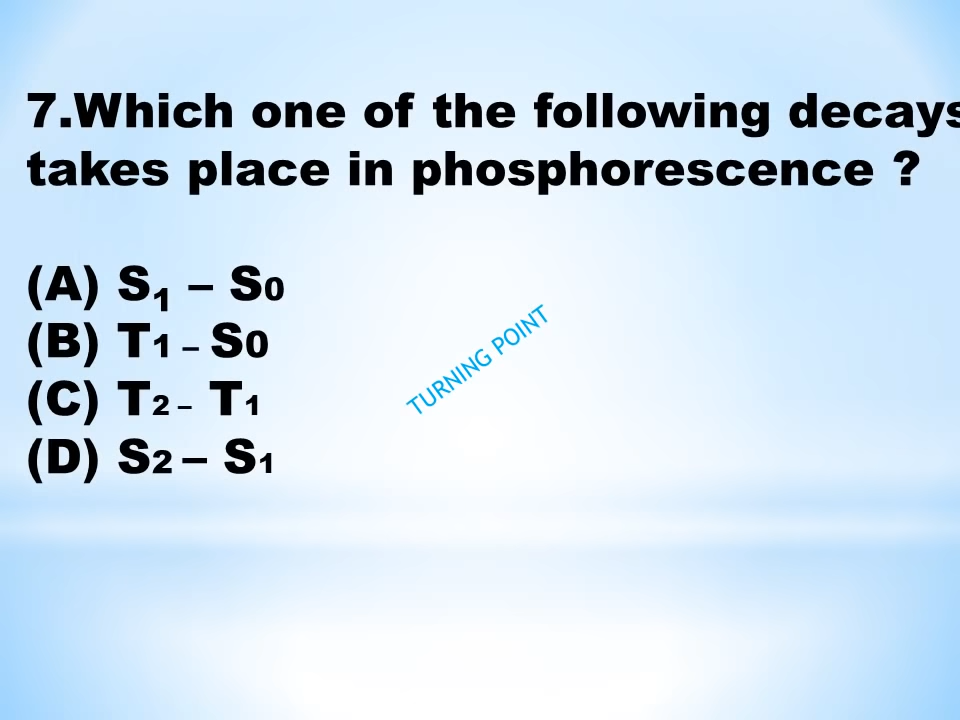 7.Which one of the following decays
takes place in phosphorescence ?
(A) S1 – S0
(B) T1 – S0
(C) T2 – T1
(D) S2 – S1
TURNING POINT